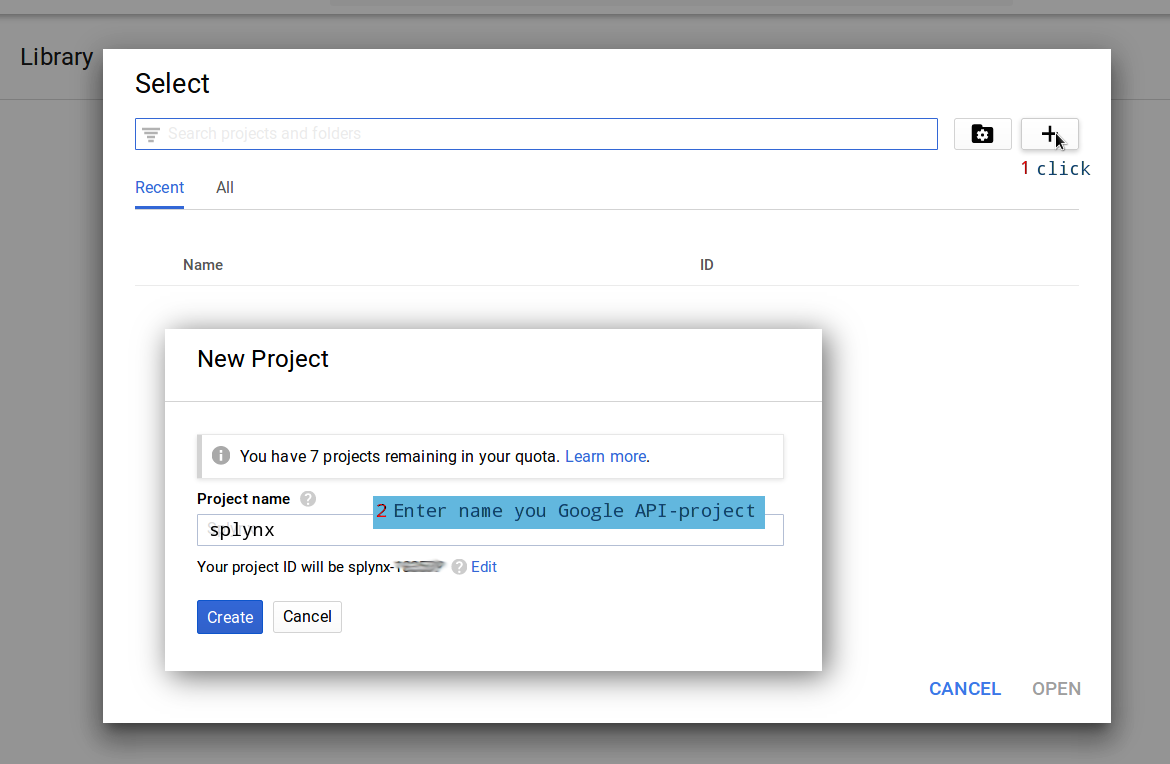 Library
Select
Search projects and folders
1 click
Recent All
Name ID
New Project
You have 7 projects remaining in your quota. Learn more.
Project name
2 Enter name you Google API-project
splynx
Your project ID will be splynx- Edit
Create Cancel
CANCEL OPEN